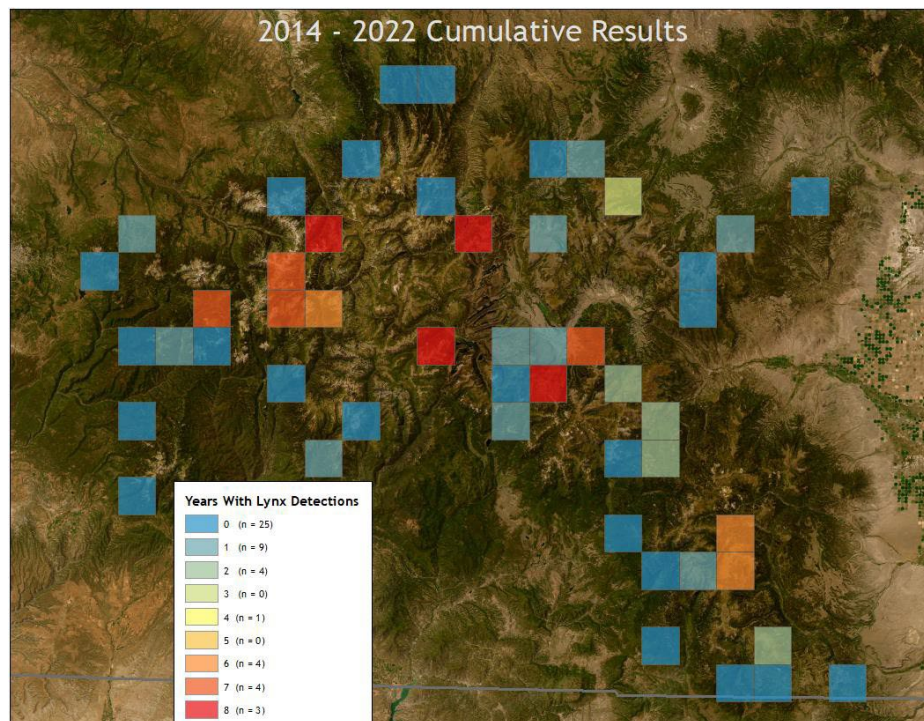 2014 - 2022 Cumulative Results
Years With Lynx Detections
0 (n = 25)
1 (n = 9)
2 (n = 4)
3 (n = 0)
4 (n = 1)
5 (n = 0)
6 (n = 4)
7 (n = 4)
8 (n = 3)